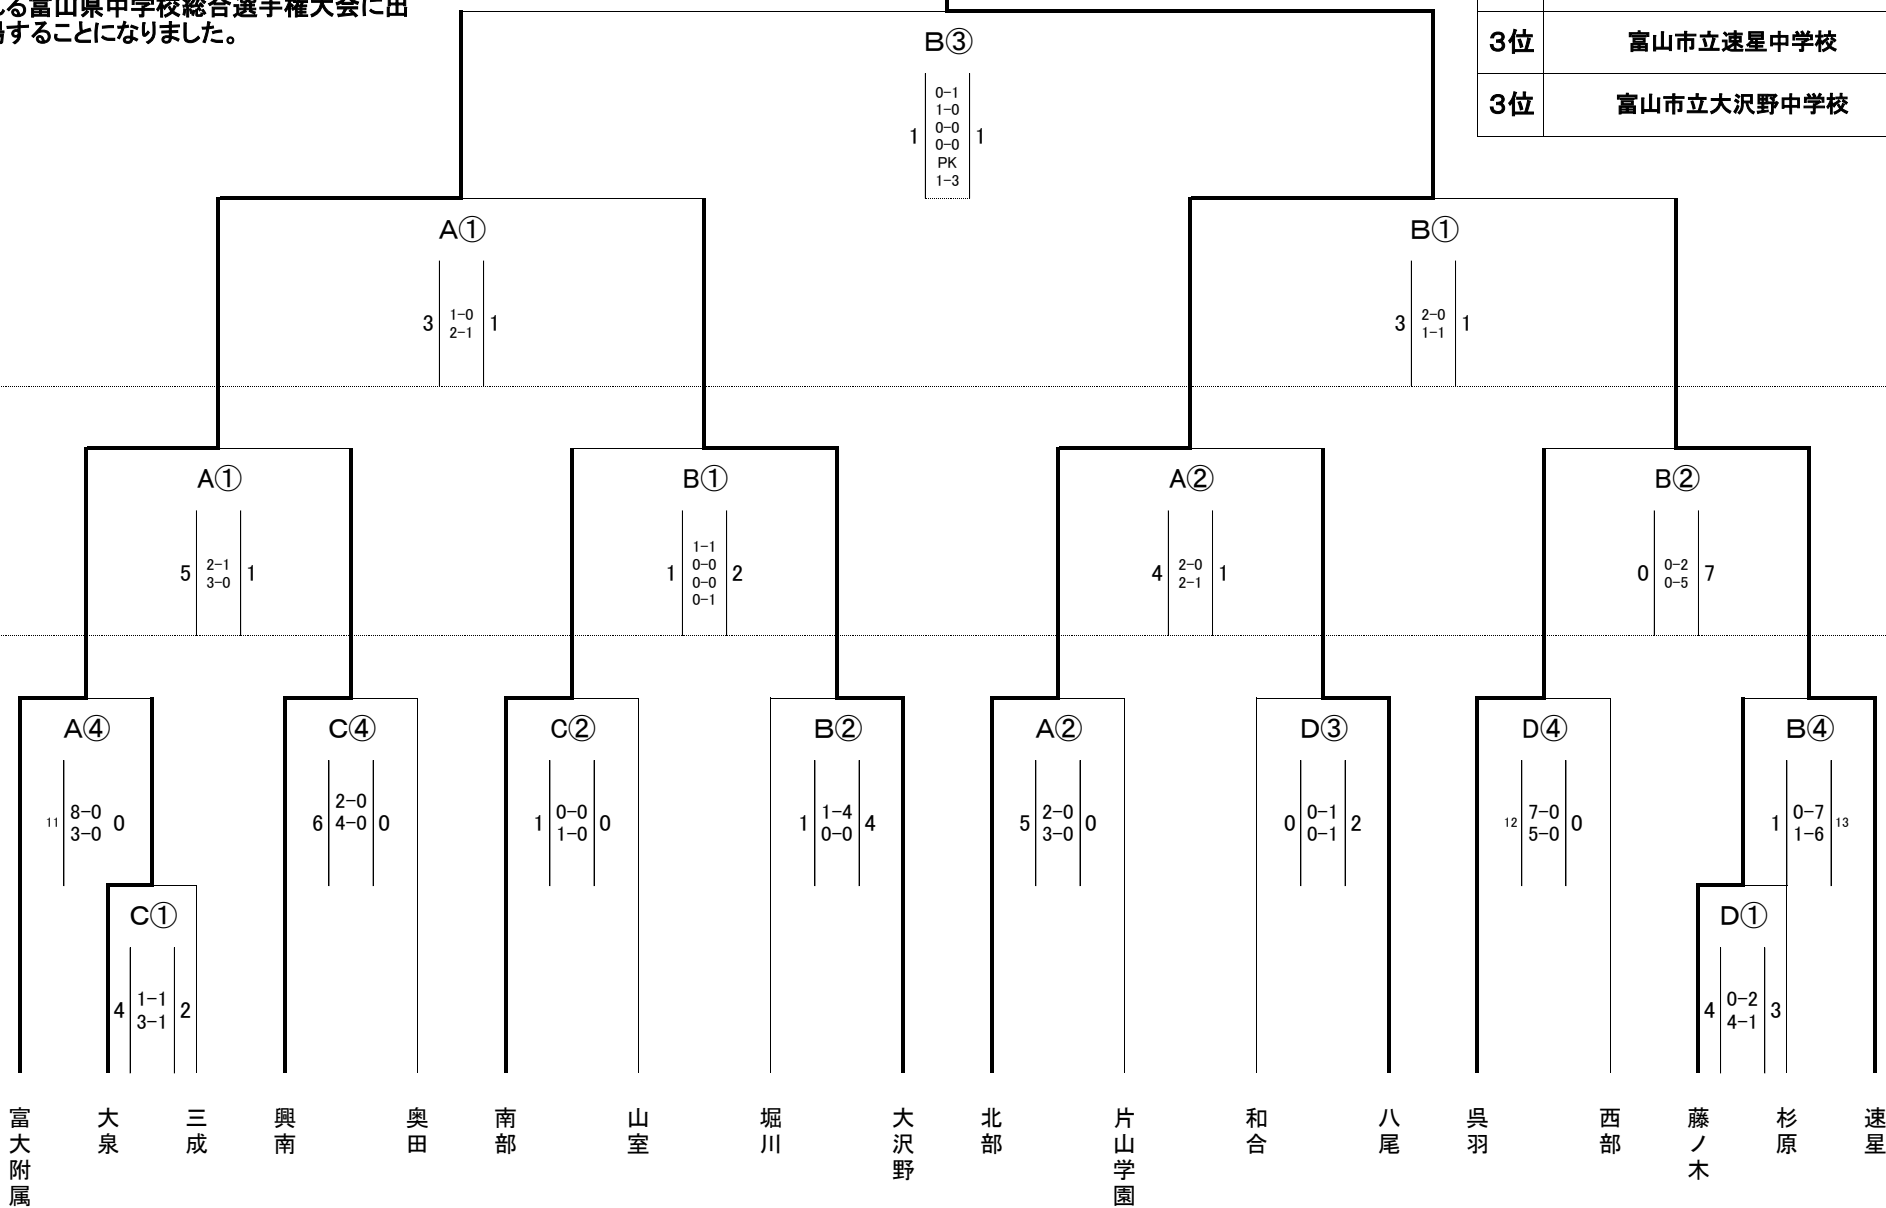 れる富山県中学校総合選手権大会に出
場することになりました。
3位 富山市立速星中学校
3位 富山市立大沢野中学校
B③
0-1
1-0
1 0-0 1
0-0
PK
1-3
A① B①
3 1-0 1
2-1
3 2-0 1
1-1
A① B① A② B②
5 2-1 1
3-0
1-1
1 0-0 2
0-0
0-1
4 2-0 1
2-1
0 0-2 7
0-5
A④ C④ C② B② A② D③ D④ B④
11 8-0 0
3-0
2-0
6 4-0 0
1 0-0 0
1-0
1 1-4 4
0-0
5 2-0 0
3-0
0 0-1 2
0-1
12 7-0 0
5-0
1 0-7 13
1-6
C① D①
4 1-1 2
3-1
4 0-2 3
4-1
富大附属
大泉
三成
興南
奥田
南部
山室
堀川
大沢野
北部
片山学園
和合
八尾
呉羽
西部
藤ノ木
杉原
速星